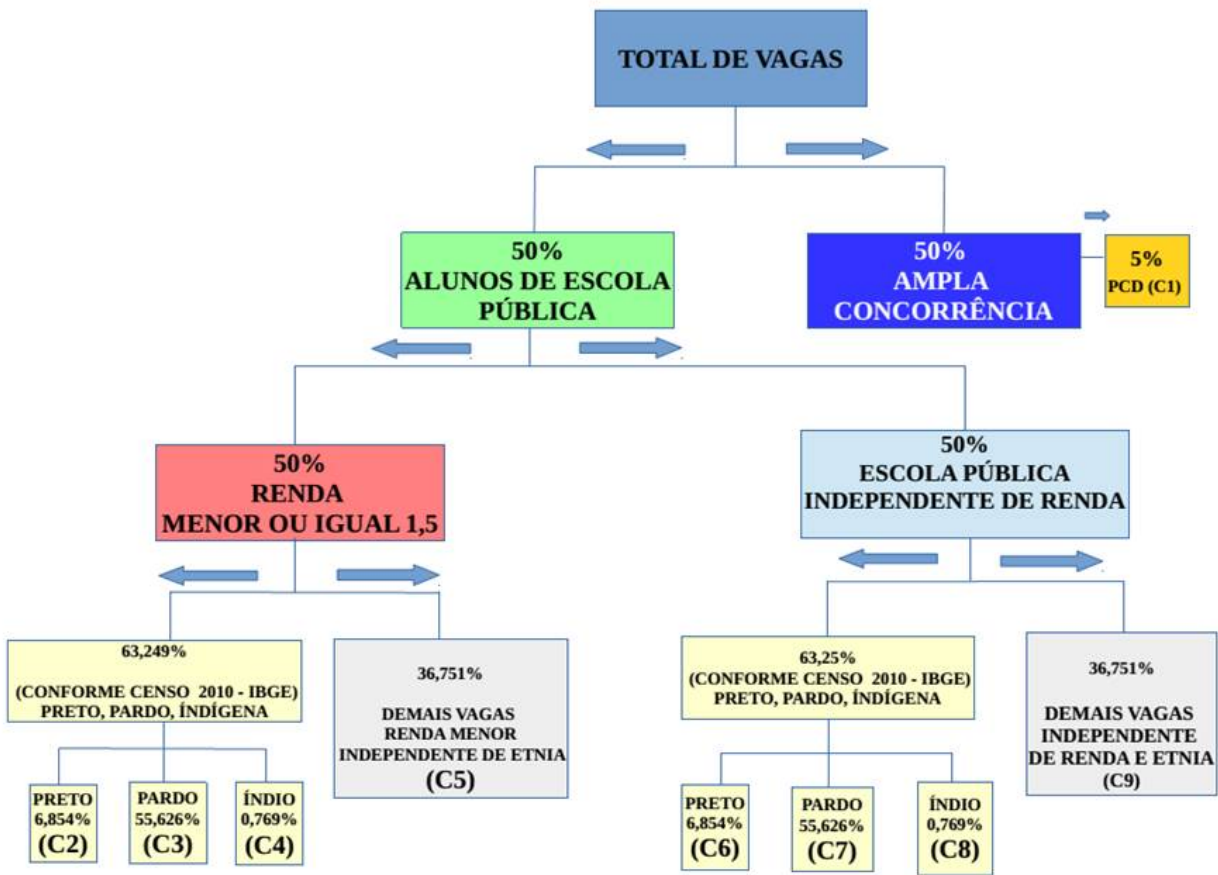 TOTAL DE VAGAS
50%
ALUNOS DE ESCOLA
PÚBLICA
50%
AMPLA
CONCORRÊNCIA
5%
PCD (C1)
50%
RENDA
MENOR OU IGUAL 1,5
50%
ESCOLA PÚBLICA
INDEPENDENTE DE RENDA
63,249%
(CONFORME CENSO 2010 - IBGE)
PRETO, PARDO, ÍNDÍGENA
36,751%
DEMAIS VAGAS
RENDA MENOR
INDEPENDENTE DE ETNIA
(C5)
63,25%
(CONFORME CENSO 2010 - IBGE)
PRETO, PARDO, ÍNDÍGENA
36,751%
DEMAIS VAGAS
INDEPENDENTE
DE RENDA E ETNIA
(C9)
PRETO
6,854%
(C2)
PARDO
55,626%
(C3)
ÍNDIO
0,769%
(C4)
PRETO
6,854%
(C6)
PARDO
55,626%
(C7)
ÍNDIO
0,769%
(C8)